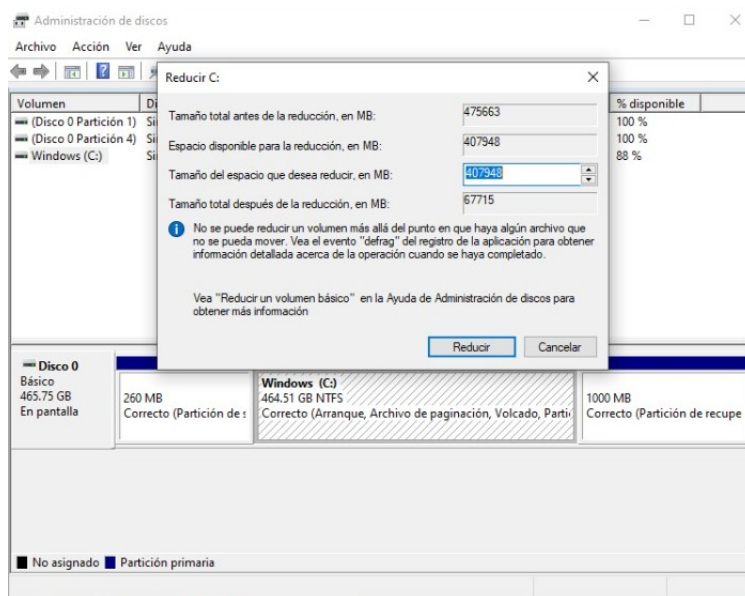 Administración de discos
Archivo Acción Ver Ayuda
Reducir C:
Volumen
% disponible
(Disco 0 Partición 1)
100 %
(Disco 0 Partición 4)
100 %
Windows (C:)
88 %
Tamaño total antes de la reducción, en MB: 475663
Espacio disponible para la reducción, en MB: 407948
Tamaño del espacio que desea reducir, en MB: 407948
Tamaño total después de la reducción, en MB: 67715
No se puede reducir un volumen más allá del punto en que haya algún archivo que
no se pueda mover. Vea el evento "defrag" del registro de la aplicación para obtener
información detallada acerca de la operación cuando se haya completado.
Vea "Reducir un volumen básico" en la Ayuda de Administración de discos para
obtener más información
Reducir Cancelar
Disco 0
Básico
465.75 GB
En pantalla
260 MB
Correcto (Partición de s
Windows (C:)
464.51 GB NTFS
Correcto (Arranque, Archivo de paginación, Volcado, Partic
1000 MB
Correcto (Partición de recupe
No asignado Partición primaria